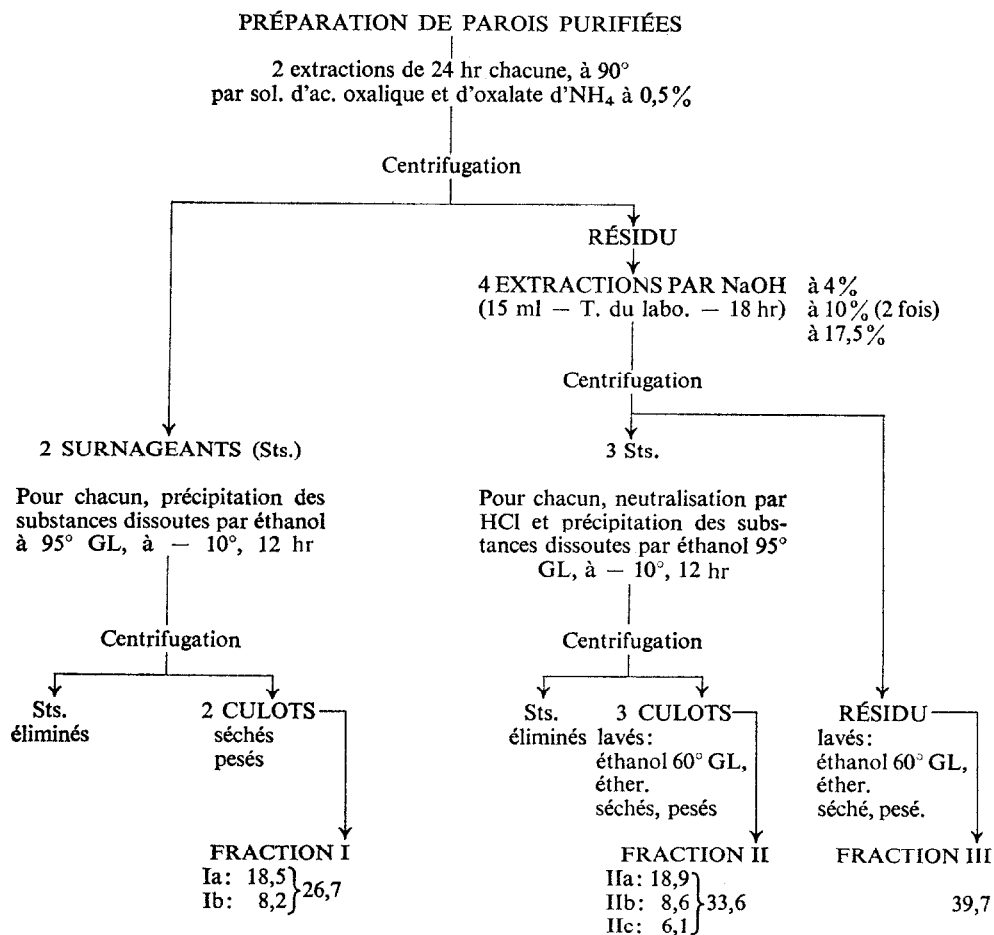 PRÉPARATION DE PAROIS PURIFIÉES
2 extractions de 24 hr chacune, à 90°
par sol. d'ac. oxalique et d'oxalate d'NH₄ à 0,5%
Centrifugation
RÉSIDU
4 EXTRACTIONS PAR NaOH à 4%
(15 ml — T. du labo. — 18 hr) à 10% (2 fois)
à 17,5%
Centrifugation
2 SURNAGEANTS (Sts.)
Pour chacun, précipitation des
substances dissoutes par éthanol
à 95° GL, à — 10°, 12 hr
Centrifugation
Sts.
éliminés
2 CULOTS
séchés
pesés
FRACTION I
Ia: 18,5
Ib: 8,2
26,7
3 Sts.
Pour chacun, neutralisation par
HCl et précipitation des subs-
tances dissoutes par éthanol 95°
GL, à — 10°, 12 hr
Centrifugation
Sts.
éliminés
3 CULOTS
lavés:
éthanol 60° GL,
éther.
séchés, pesés
FRACTION II
IIa: 18,9
IIb: 8,6
IIc: 6,1
33,6
RÉSIDU
lavés:
éthanol 60° GL,
éther.
séché, pesé.
FRACTION III
39,7